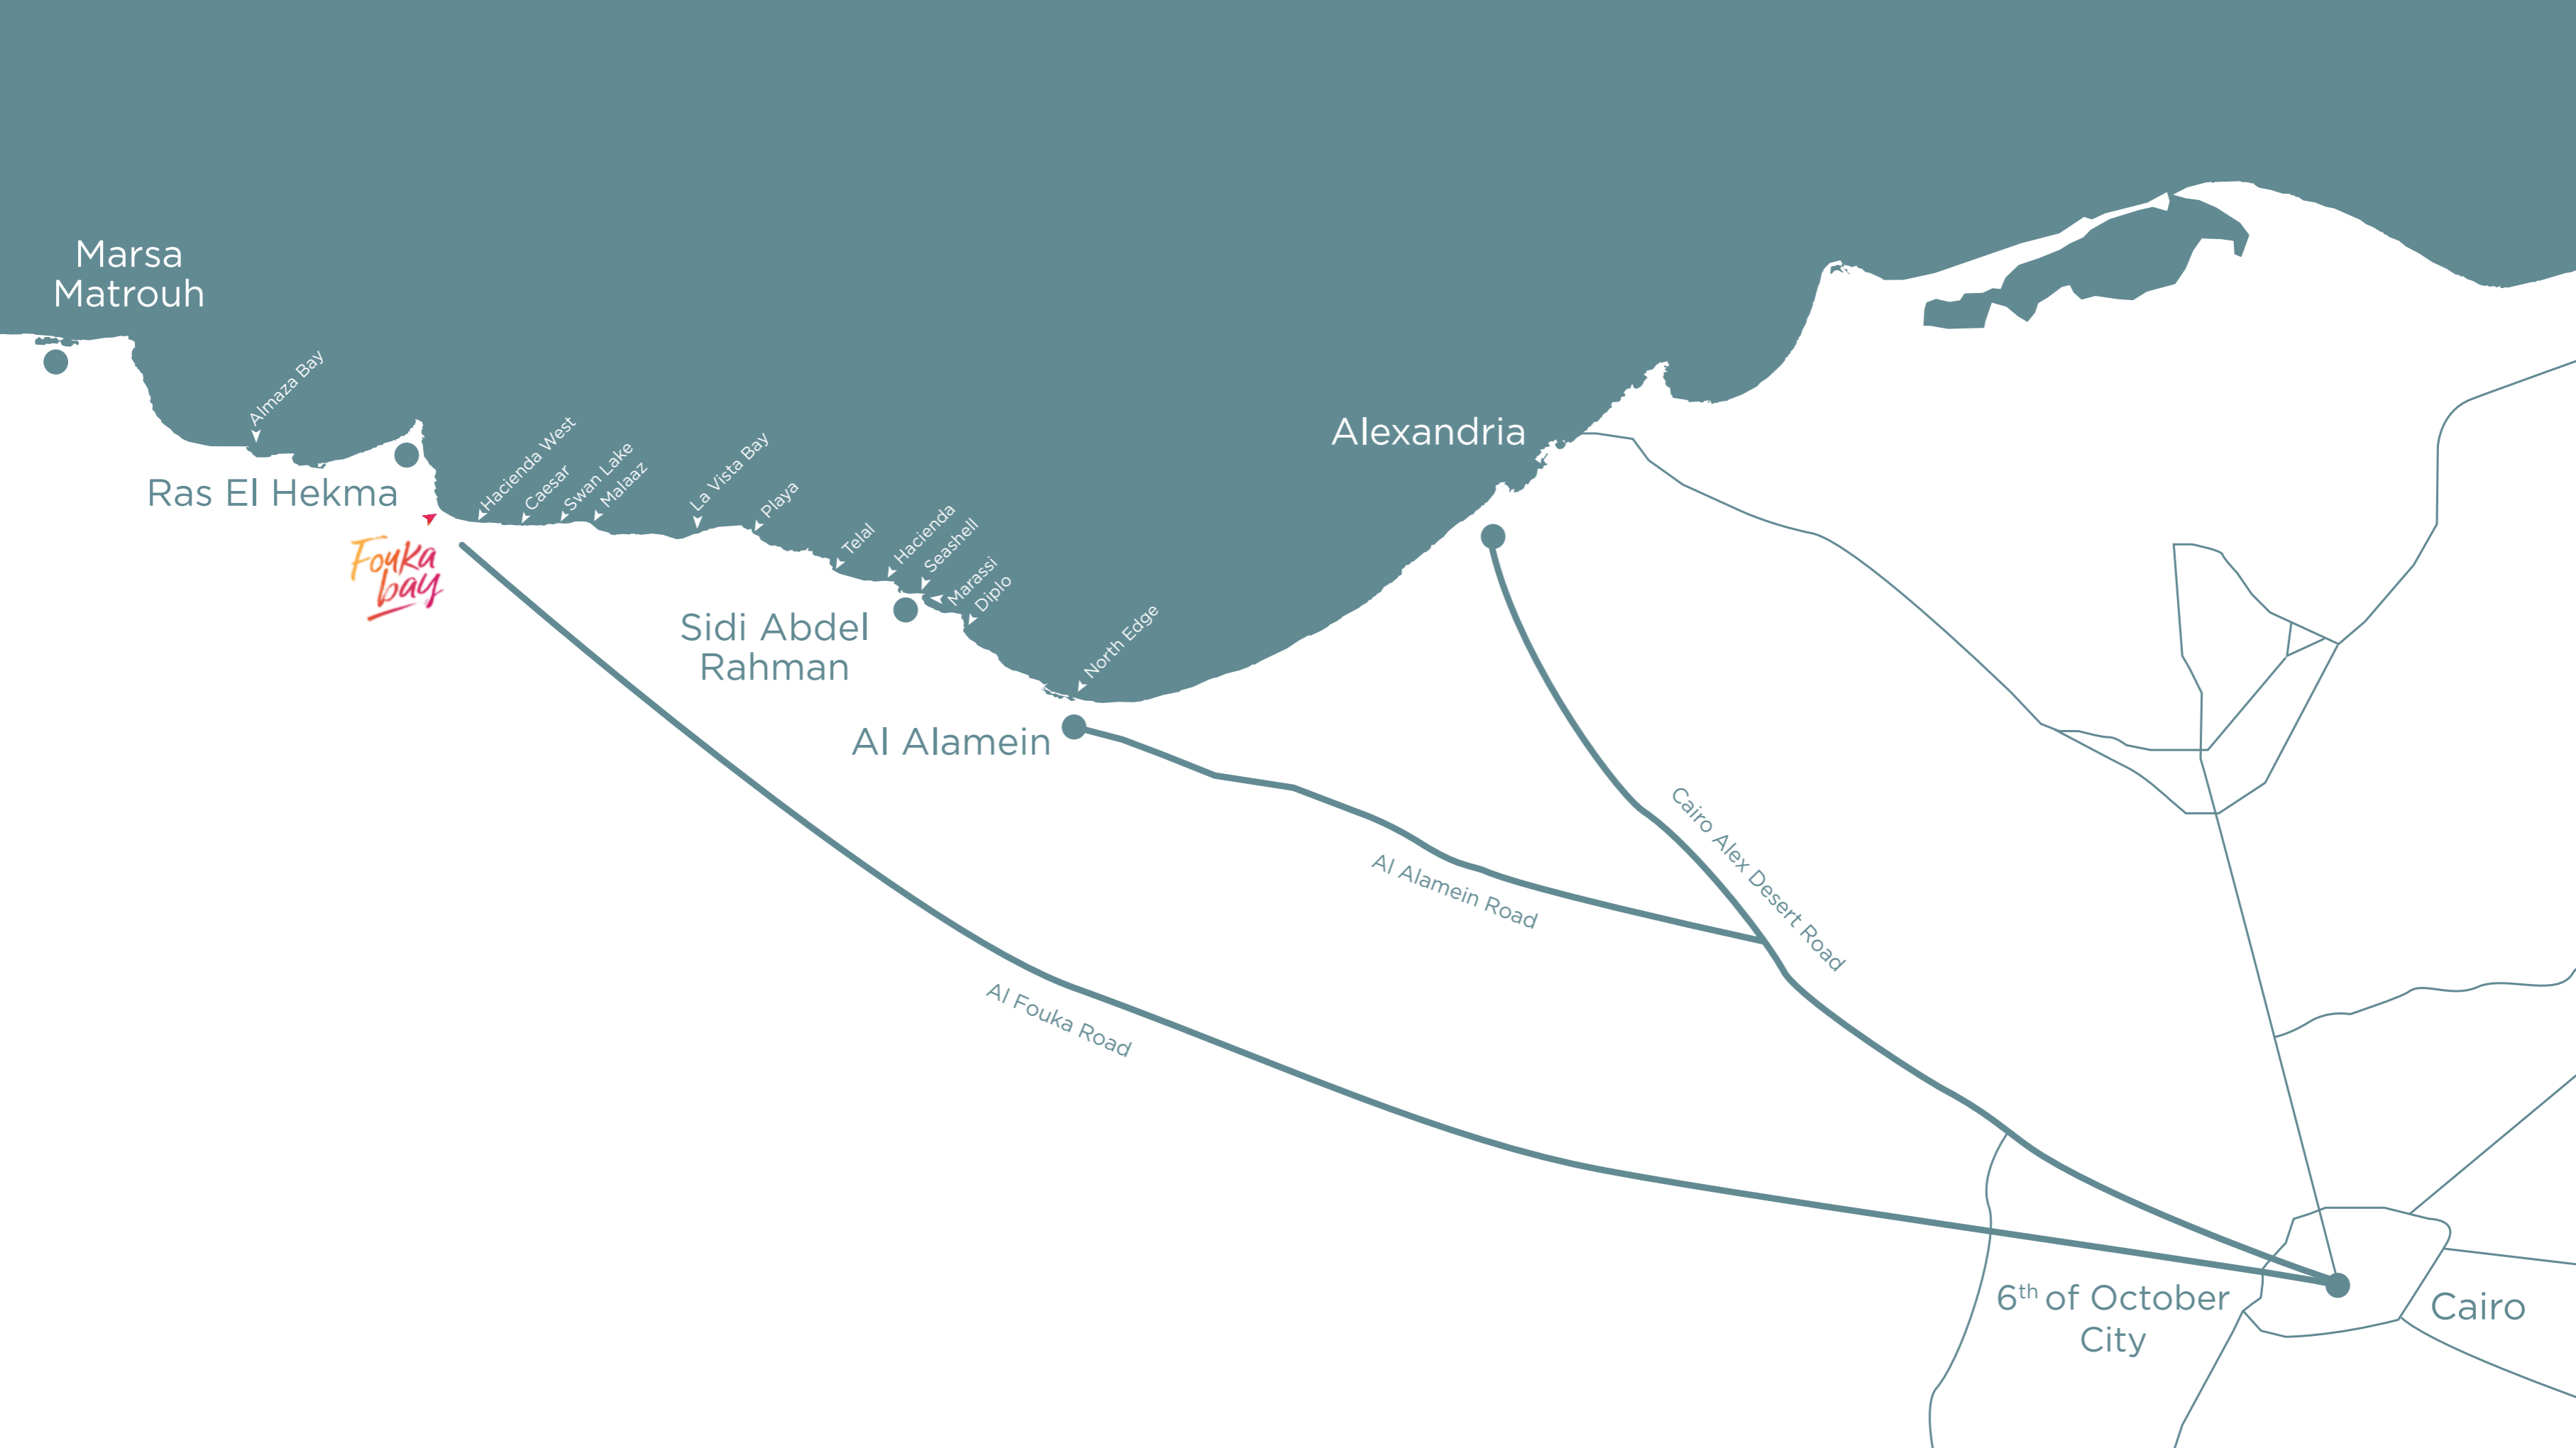 Marsa
Matrouh
Almaza Bay
Ras El Hekma
Fouka
bay
Hacienda West
Caesar
Swan Lake
Malaaz
La Vista Bay
Playa
Telal
Hacienda
Seashell
Marassi
Diplo
Sidi Abdel
Rahman
North Edge
Al Alamein
Alexandria
Cairo Alex Desert Road
Al Alamein Road
Al Fouka Road
6th of October
City
Cairo